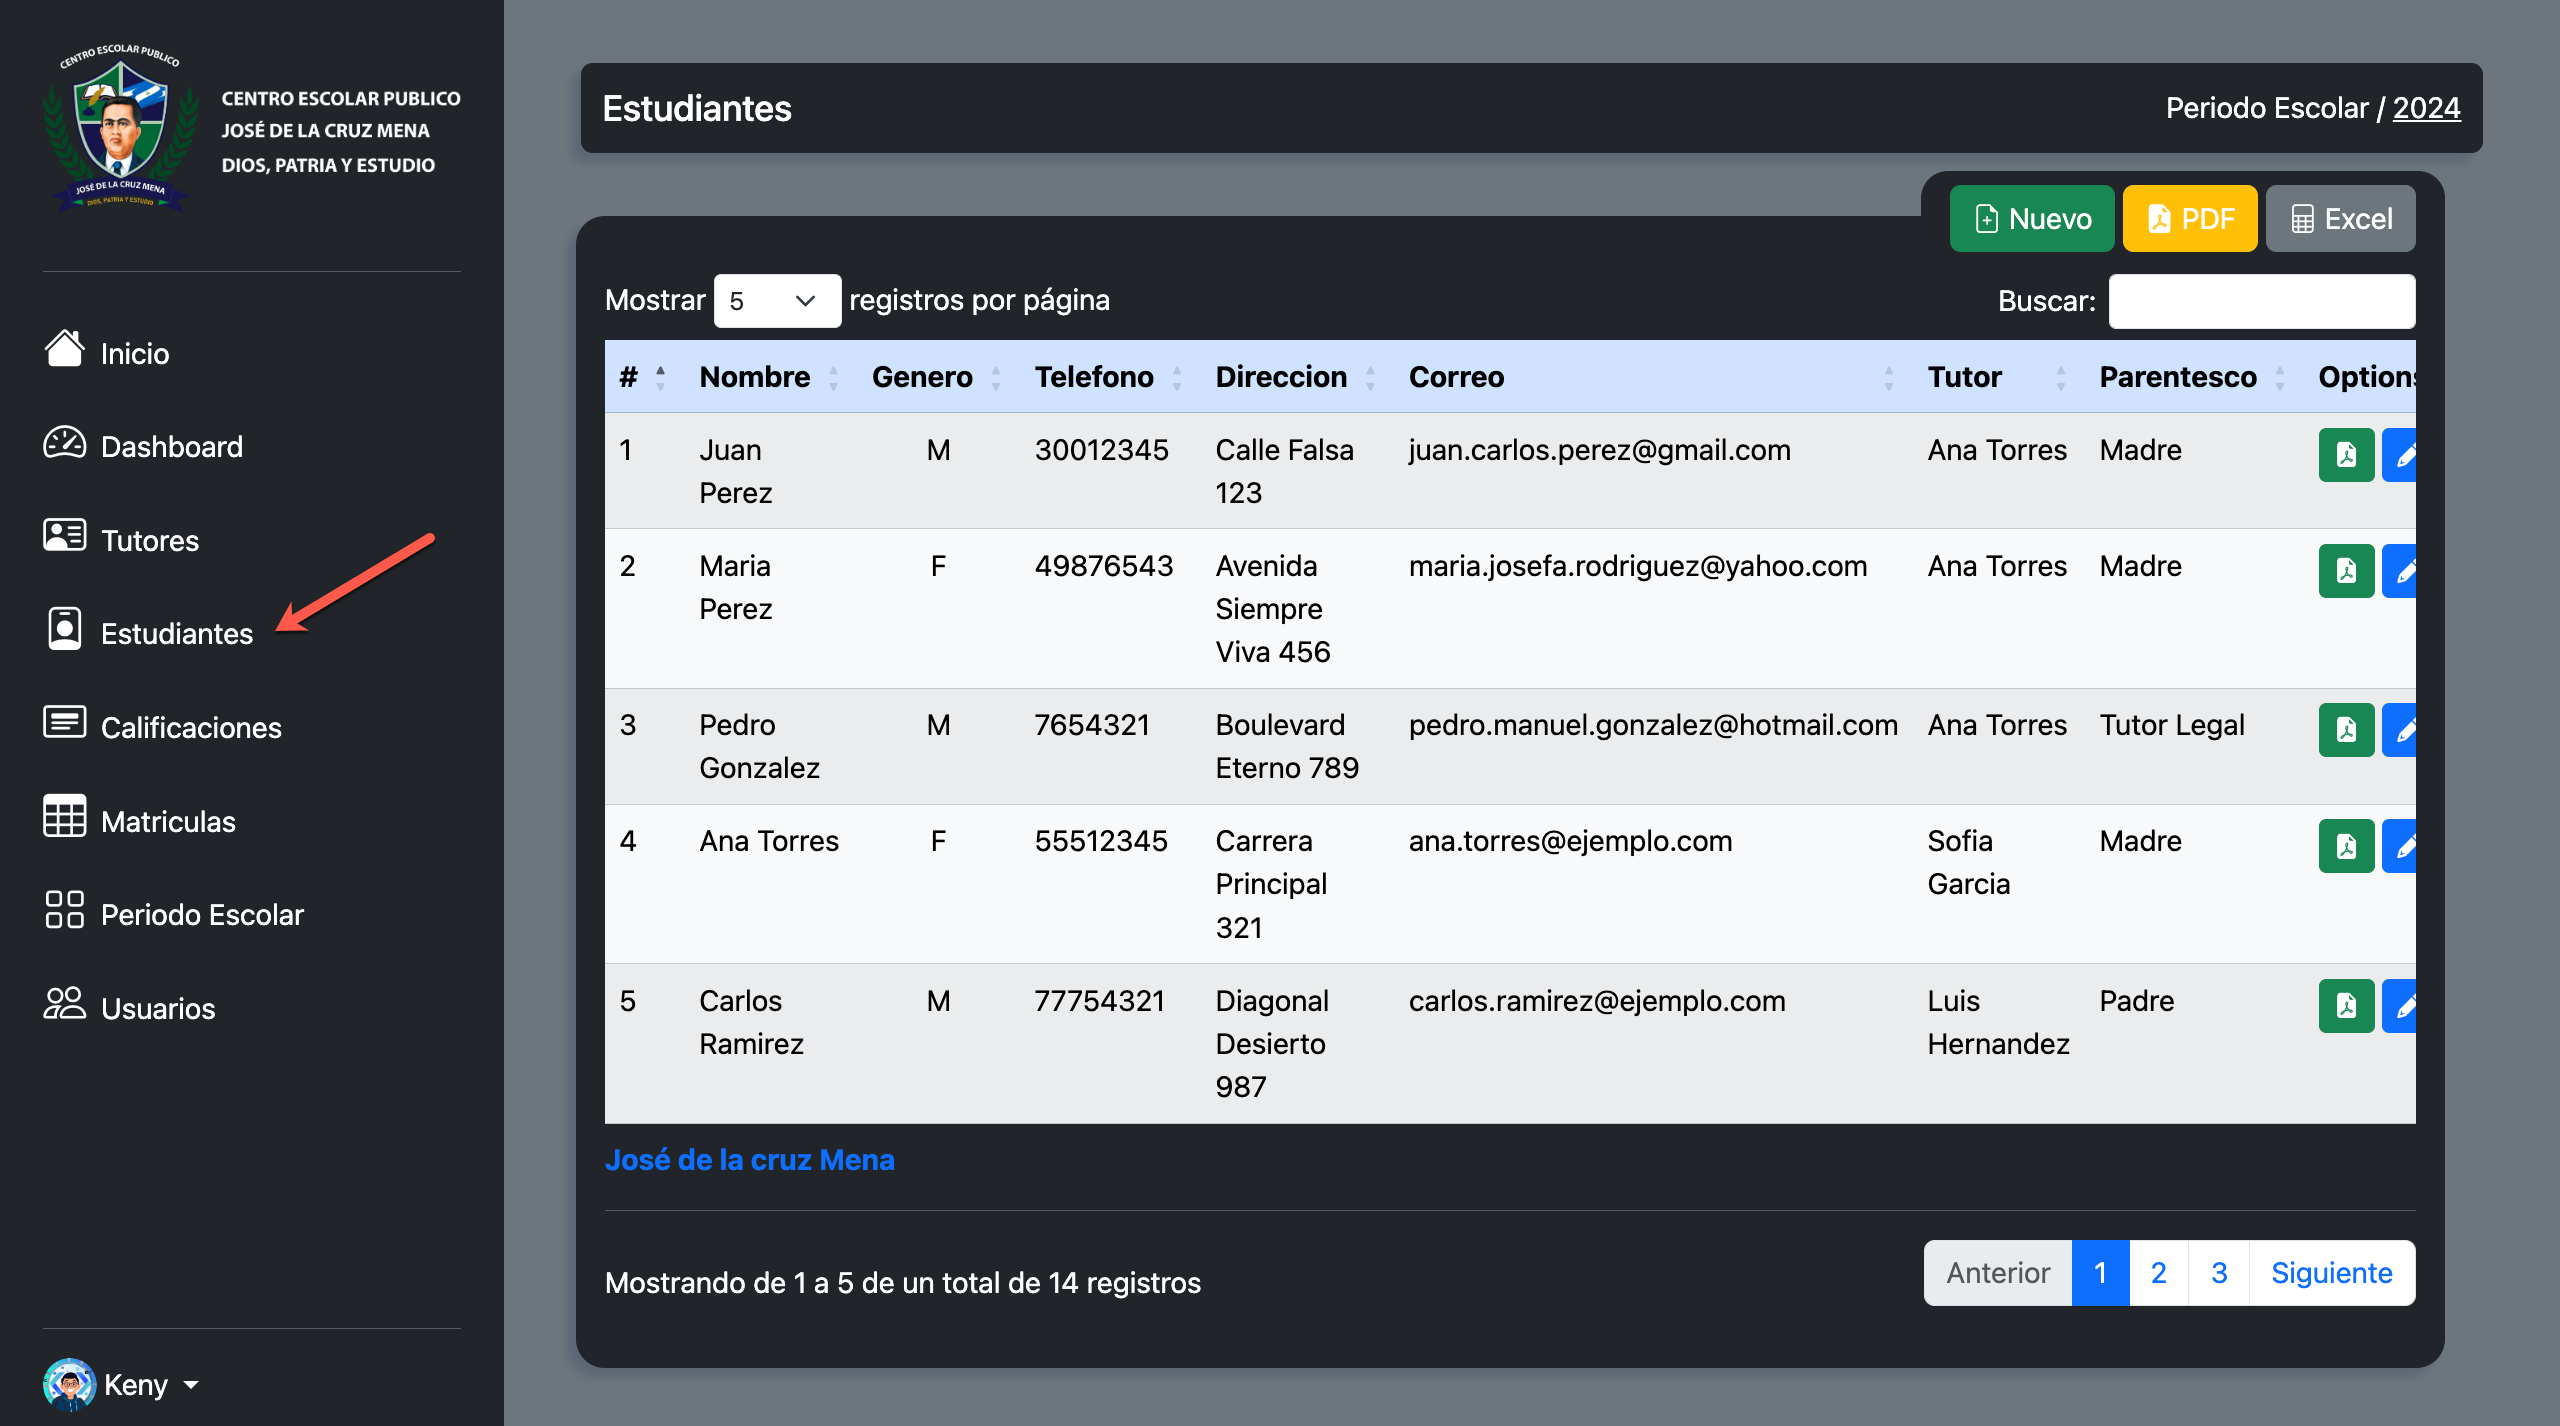 CENTRO ESCOLAR PUBLICO
JOSÉ DE LA CRUZ MENA
DIOS, PATRIA Y ESTUDIO
CENTRO ESCOLAR PUBLICO
JOSÉ DE LA CRUZ MENA
DIOS, PATRIA Y ESTUDIO
Inicio
Dashboard
Tutores
Estudiantes
Calificaciones
Matriculas
Periodo Escolar
Usuarios
Keny
Estudiantes
Periodo Escolar / 2024
Nuevo PDF Excel
Mostrar 5 registros por página
Buscar:
# Nombre Genero Telefono Direccion Correo Tutor Parentesco Options
1 Juan M 30012345 Calle Falsa juan.carlos.perez@gmail.com Ana Torres Madre
Perez 123
2 Maria F 49876543 Avenida maria.josefa.rodriguez@yahoo.com Ana Torres Madre
Perez Siempre
Viva 456
3 Pedro M 7654321 Boulevard pedro.manuel.gonzalez@hotmail.com Ana Torres Tutor Legal
Gonzalez Eterno 789
4 Ana Torres F 55512345 Carrera ana.torres@ejemplo.com Sofia Madre
Principal Garcia
321
5 Carlos M 77754321 Diagonal carlos.ramirez@ejemplo.com Luis Padre
Ramirez Desierto Hernandez
987
José de la cruz Mena
Mostrando de 1 a 5 de un total de 14 registros
Anterior 1 2 3 Siguiente